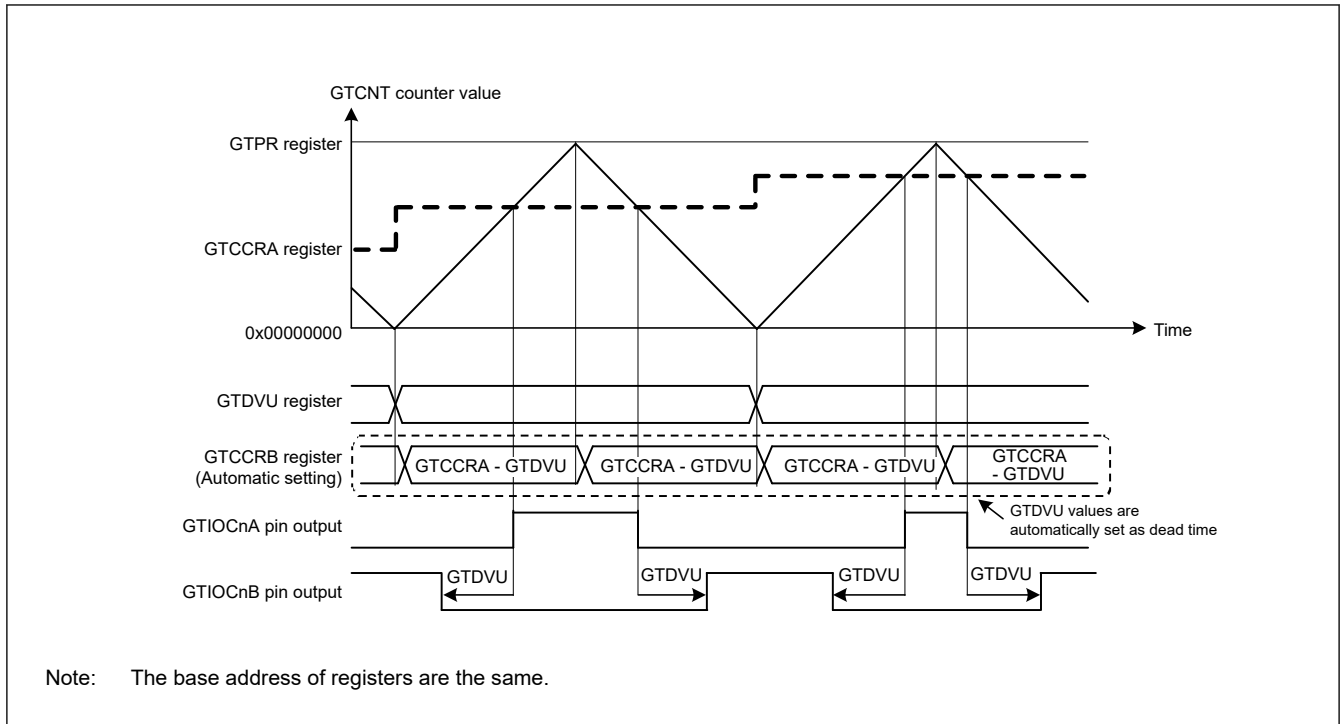 GTCNT counter value
GTPR register
GTCCRA register
0x00000000
Time
GTDVU register
GTCCRB register
(Automatic setting)
GTCCRA - GTDVU
GTCCRA - GTDVU
GTCCRA - GTDVU
GTCCRA
- GTDVU
GTDVU values are
automatically set as dead time
GTIOCnA pin output
GTIOCnB pin output
GTDVU
GTDVU
GTDVU
GTDVU
Note: The base address of registers are the same.